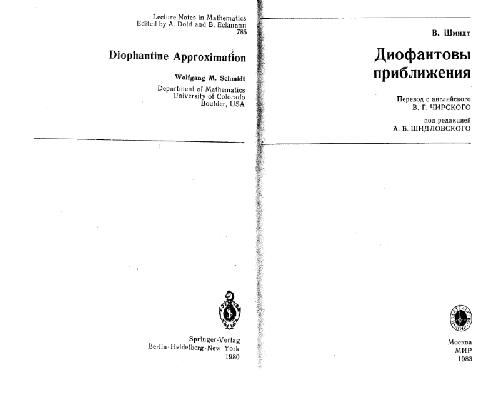 Lecture Notes in Mathematics
Edited by A. Dold and B. Eckmann
785
Diophantine Approximation
Wolfgang M. Schmidt
Department of Mathematics
University of Colorado
Boulder, USA
Springer-Verlag
Berlin-Heidelberg-New York
1980
В. Шмидт
Диофантовы
приближения
Перевод с английского
В. Г. ЧИРСКОГО
под редакцией
А. Б. ШИДЛОВСКОГО
Москва
МИР
1983